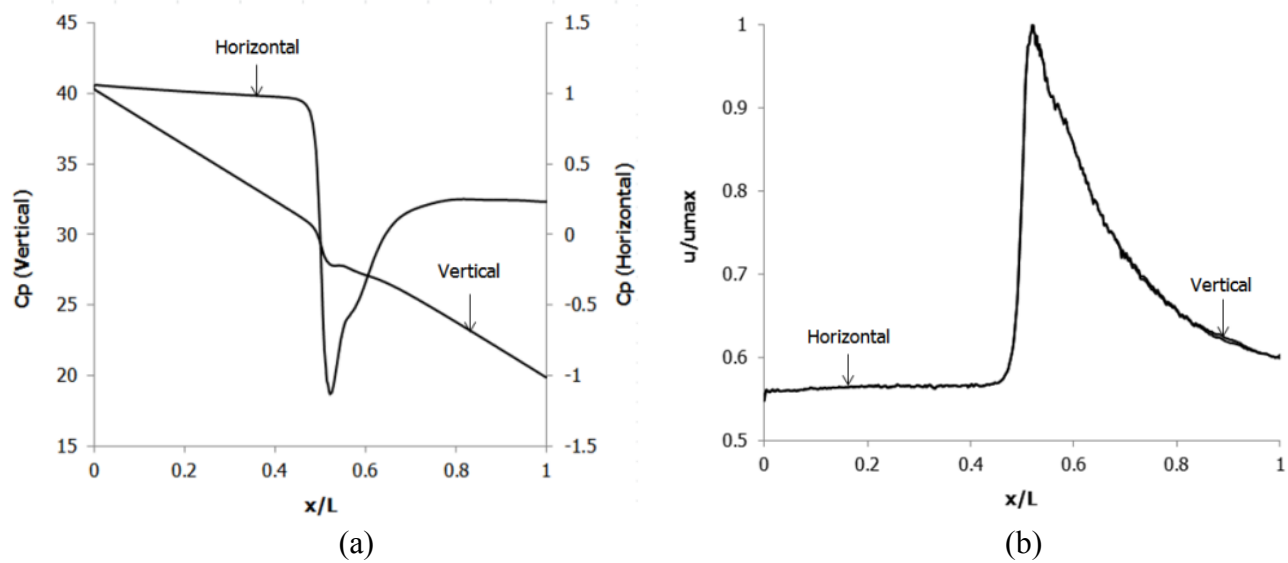 45
40
35
30
25
20
15
Cp (Vertical)
1.5
1
0.5
0
-0.5
-1
-1.5
Cp (Horizontal)
Horizontal
Vertical
0 0.2 0.4 0.6 0.8 1
x/L
(a)
1
0.9
0.8
0.7
0.6
0.5
u/umax
Horizontal
Vertical
0 0.2 0.4 0.6 0.8 1
x/L
(b)